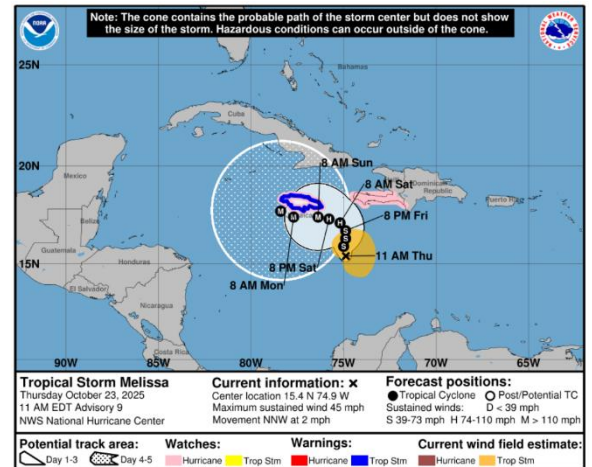 Note: The cone contains the probable path of the storm center but does not show
the size of the storm. Hazardous conditions can occur outside of the cone.
NOAA
25N
Bahamas
Cuba
20N
8 AM Sun
Mexico
8 AM Sat
Dominican
Republic
Puerto Rico
Jamaica
Belize
M M M H H S S S
8 PM Fri
Guatemala
Honduras
8 PM Sat
11 AM Thu
15N
El Salvador
8 AM Mon
Nicaragua
Costa Rica
90W 85W 80W 75W 70W 65W
Tropical Storm Melissa
Thursday October 23, 2025
11 AM EDT Advisory 9
NWS National Hurricane Center
Current information: x
Center location 15.4 N 74.9 W
Maximum sustained wind 45 mph
Movement NNW at 2 mph
Forecast positions:
Tropical Cyclone Post/Potential TC
Sustained winds: D < 39 mph
S 39-73 mph H 74-110 mph M > 110 mph
Potential track area:
Day 1-3 Day 4-5
Watches:
Hurricane Trop Stm
Warnings:
Hurricane Trop Stm
Current wind field estimate:
Hurricane Trop Stm